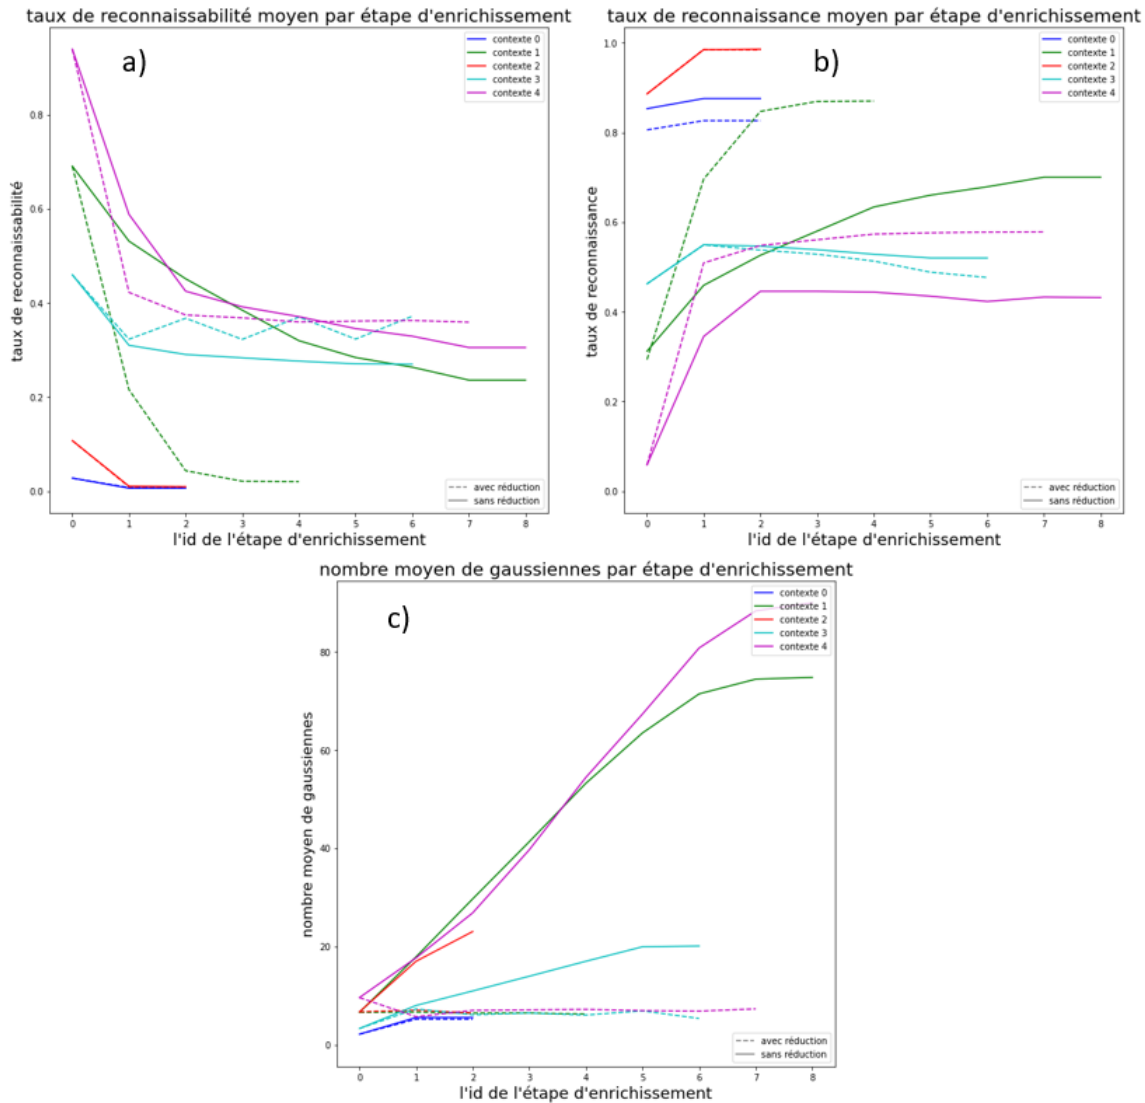 taux de reconnaissabilité moyen par étape d'enrichissement
a)
contexte 0
contexte 1
contexte 2
contexte 3
contexte 4
0.8
0.6
0.4
0.2
0.0
taux de reconnaissabilité
avec réduction
sans réduction
0 1 2 3 4 5 6 7 8
l'id de l'étape d'enrichissement
taux de reconnaissance moyen par étape d'enrichissement
b)
contexte 0
contexte 1
contexte 2
contexte 3
contexte 4
1.0
0.8
0.6
0.4
0.2
0.0
taux de reconnaissance
avec réduction
sans réduction
0 1 2 3 4 5 6 7 8
l'id de l'étape d'enrichissement
nombre moyen de gaussiennes par étape d'enrichissement
c)
contexte 0
contexte 1
contexte 2
contexte 3
contexte 4
80
60
40
20
0
nombre moyen de gaussiennes
avec réduction
sans réduction
0 1 2 3 4 5 6 7 8
l'id de l'étape d'enrichissement